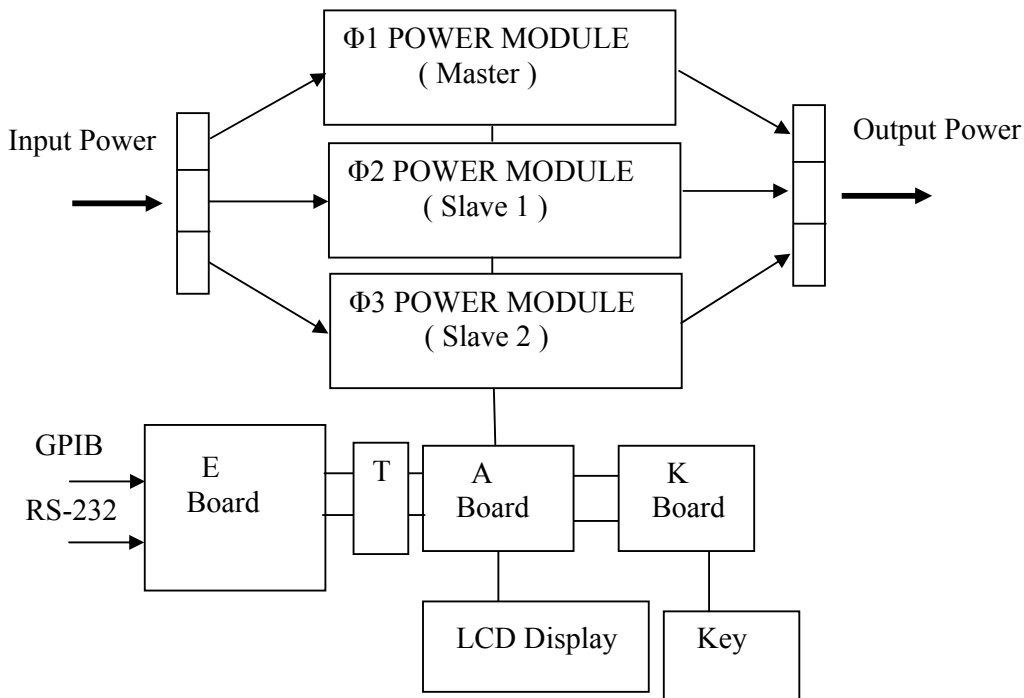 Φ1 POWER MODULE
( Master )
Input Power
Output Power
Φ2 POWER MODULE
( Slave 1 )
Φ3 POWER MODULE
( Slave 2 )
GPIB
RS-232
E
Board
T
A
Board
K
Board
LCD Display
Key